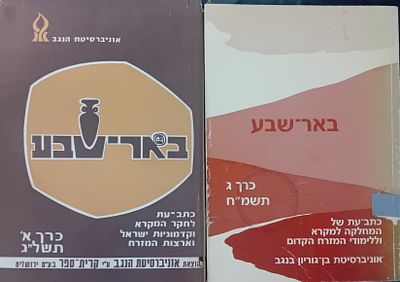 אוניברסיטת הנגב
באר־שבע
כתב־עת
לחקר המקרא
וקדמוניות ישראל
וארצות המזרח
כרך א'
תשל"ג
הוצאת אוניברסיטת הנגב ע"י קרית־ספר בע"מ ירושלים
באר־שבע
כרך ג
תשמ"ח
כתב־עת של
המחלקה למקרא
וללימודי המזרח הקדום
אוניברסיטת בן־גוריון בנגב